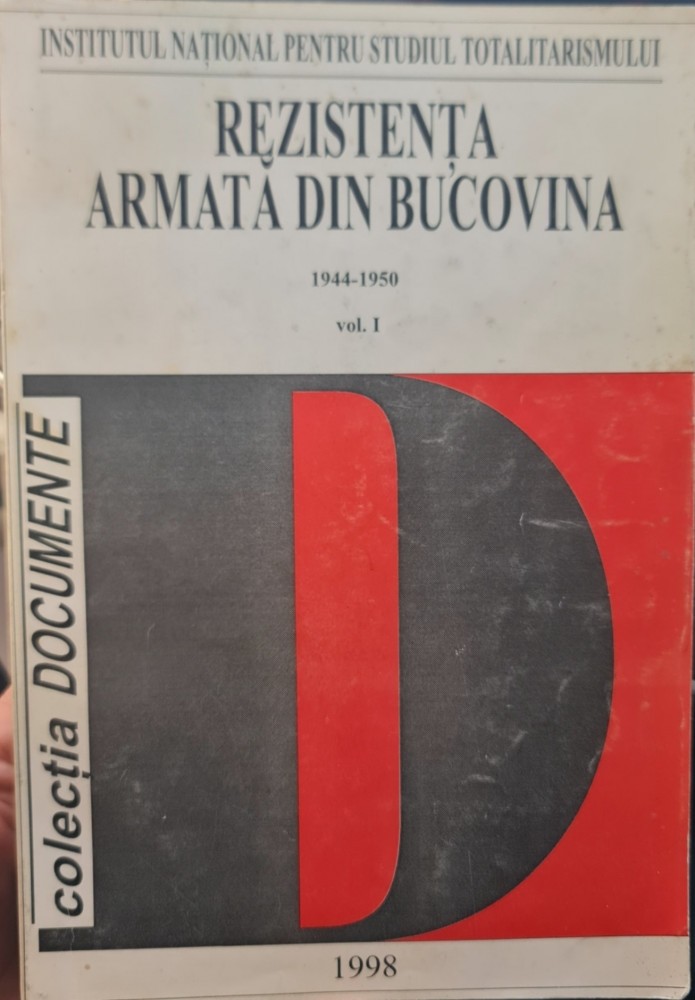 INSTITUTUL NAȚIONAL PENTRU STUDIUL TOTALITARISMULUI
REZISTENȚA
ARMATĂ DIN BUCOVINA
1944-1950
vol. I
colecția DOCUMENTE
1998